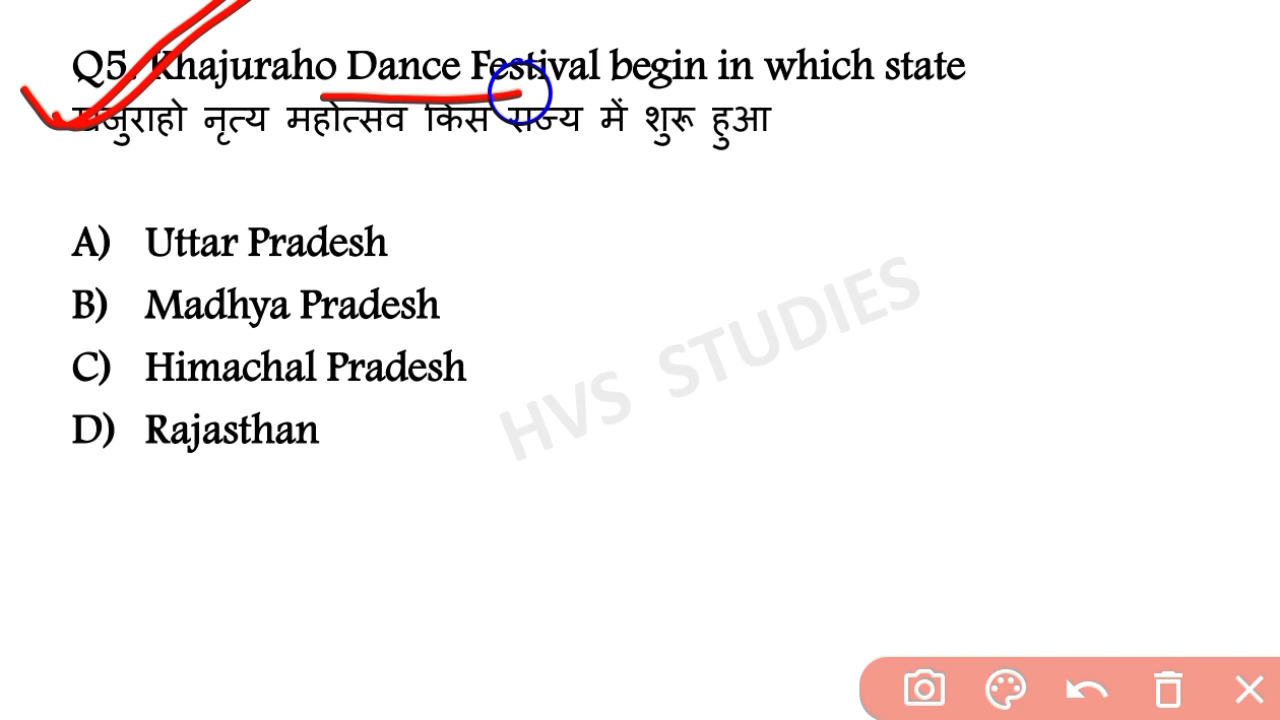 Q5. Khajuraho Dance Festival begin in which state
खजुराहो नृत्य महोत्सव किस राज्य में शुरू हुआ
A) Uttar Pradesh
B) Madhya Pradesh
C) Himachal Pradesh
D) Rajasthan
HVS STUDIES